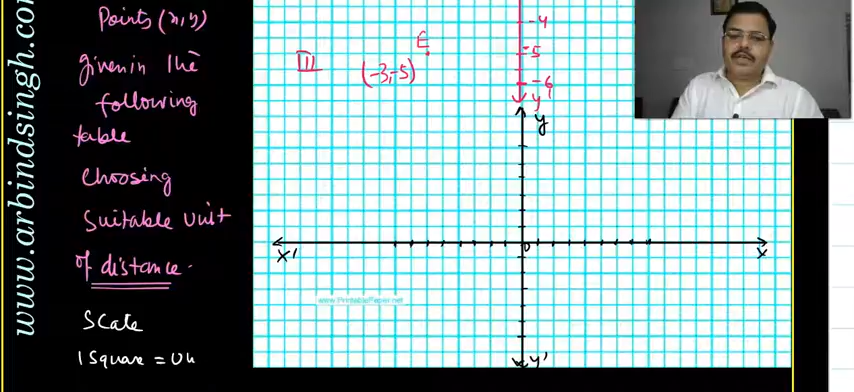 www.arbindsingh.com
Points (x,y)
given in the
following
table
choosing
Suitable unit
of distance.
Scale
1 Square = on
III
E
(-3,-5)
-4
-5
-6
y'
y
x'
0
x
y'
www.PrintablePaper.net